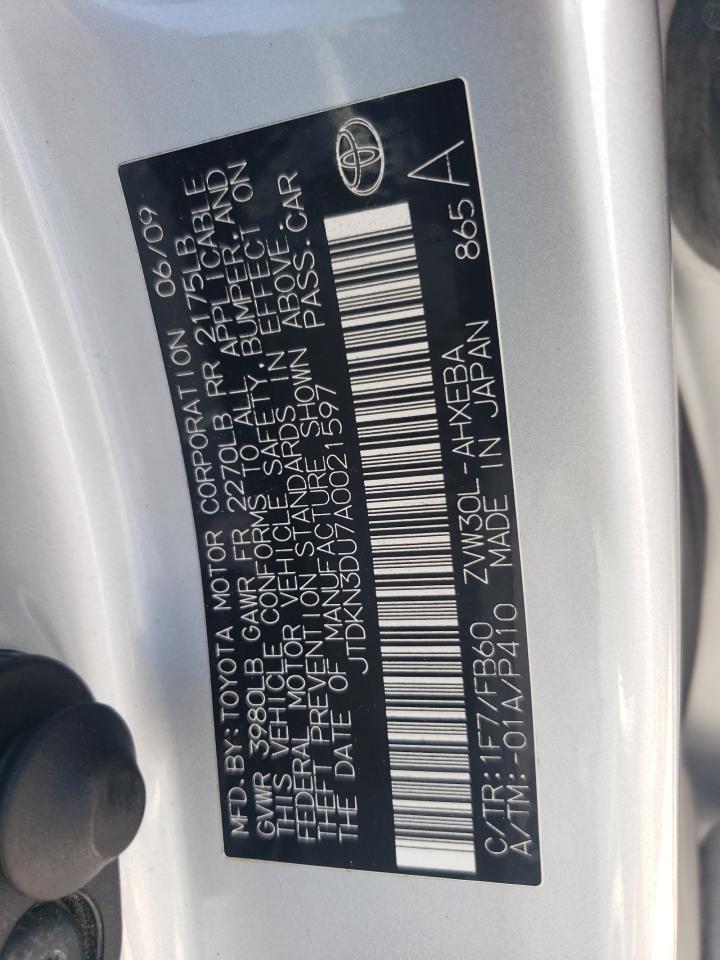 MFD. BY: TOYOTA MOTOR CORPORATION 06/09
GVWR 3980LB GAWR FR 2270LB RR 2175LB
THIS VEHICLE CONFORMS TO ALL APPLICABLE
FEDERAL MOTOR VEHICLE SAFETY, BUMPER, AND
THEFT PREVENTION STANDARDS IN EFFECT ON
THE DATE OF MANUFACTURE SHOWN ABOVE.
JTDKN3DU7A0021597 PASS. CAR
C/TR: 1F7/FB60 ZVW30L-AHXEBA 865 A
A/TM: -01A/P410 MADE IN JAPAN